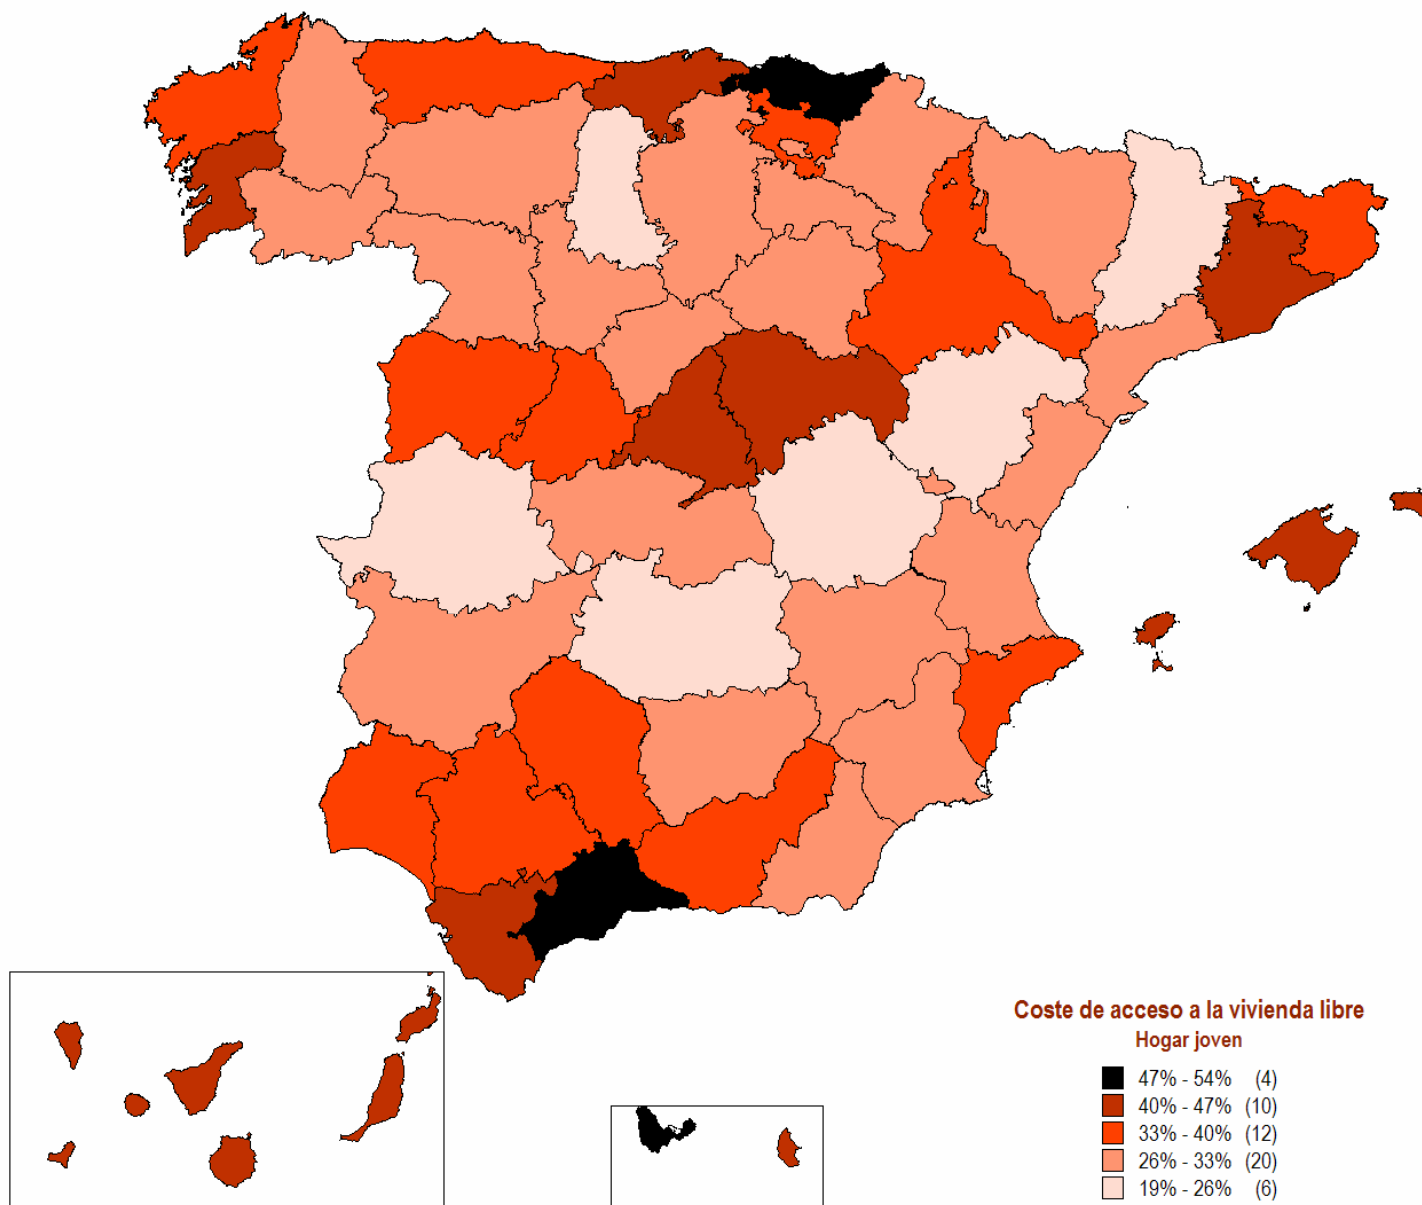 Coste de acceso a la vivienda libre
Hogar joven
47% - 54% (4)
40% - 47% (10)
33% - 40% (12)
26% - 33% (20)
19% - 26% (6)